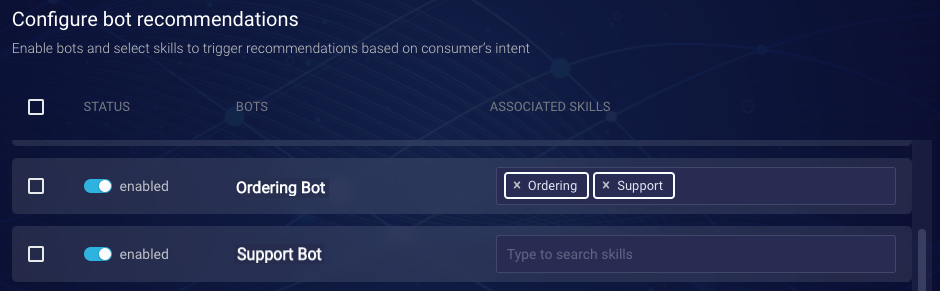 Configure bot recommendations
Enable bots and select skills to trigger recommendations based on consumer's intent
STATUS BOTS ASSOCIATED SKILLS
enabled Ordering Bot × Ordering × Support
enabled Support Bot Type to search skills